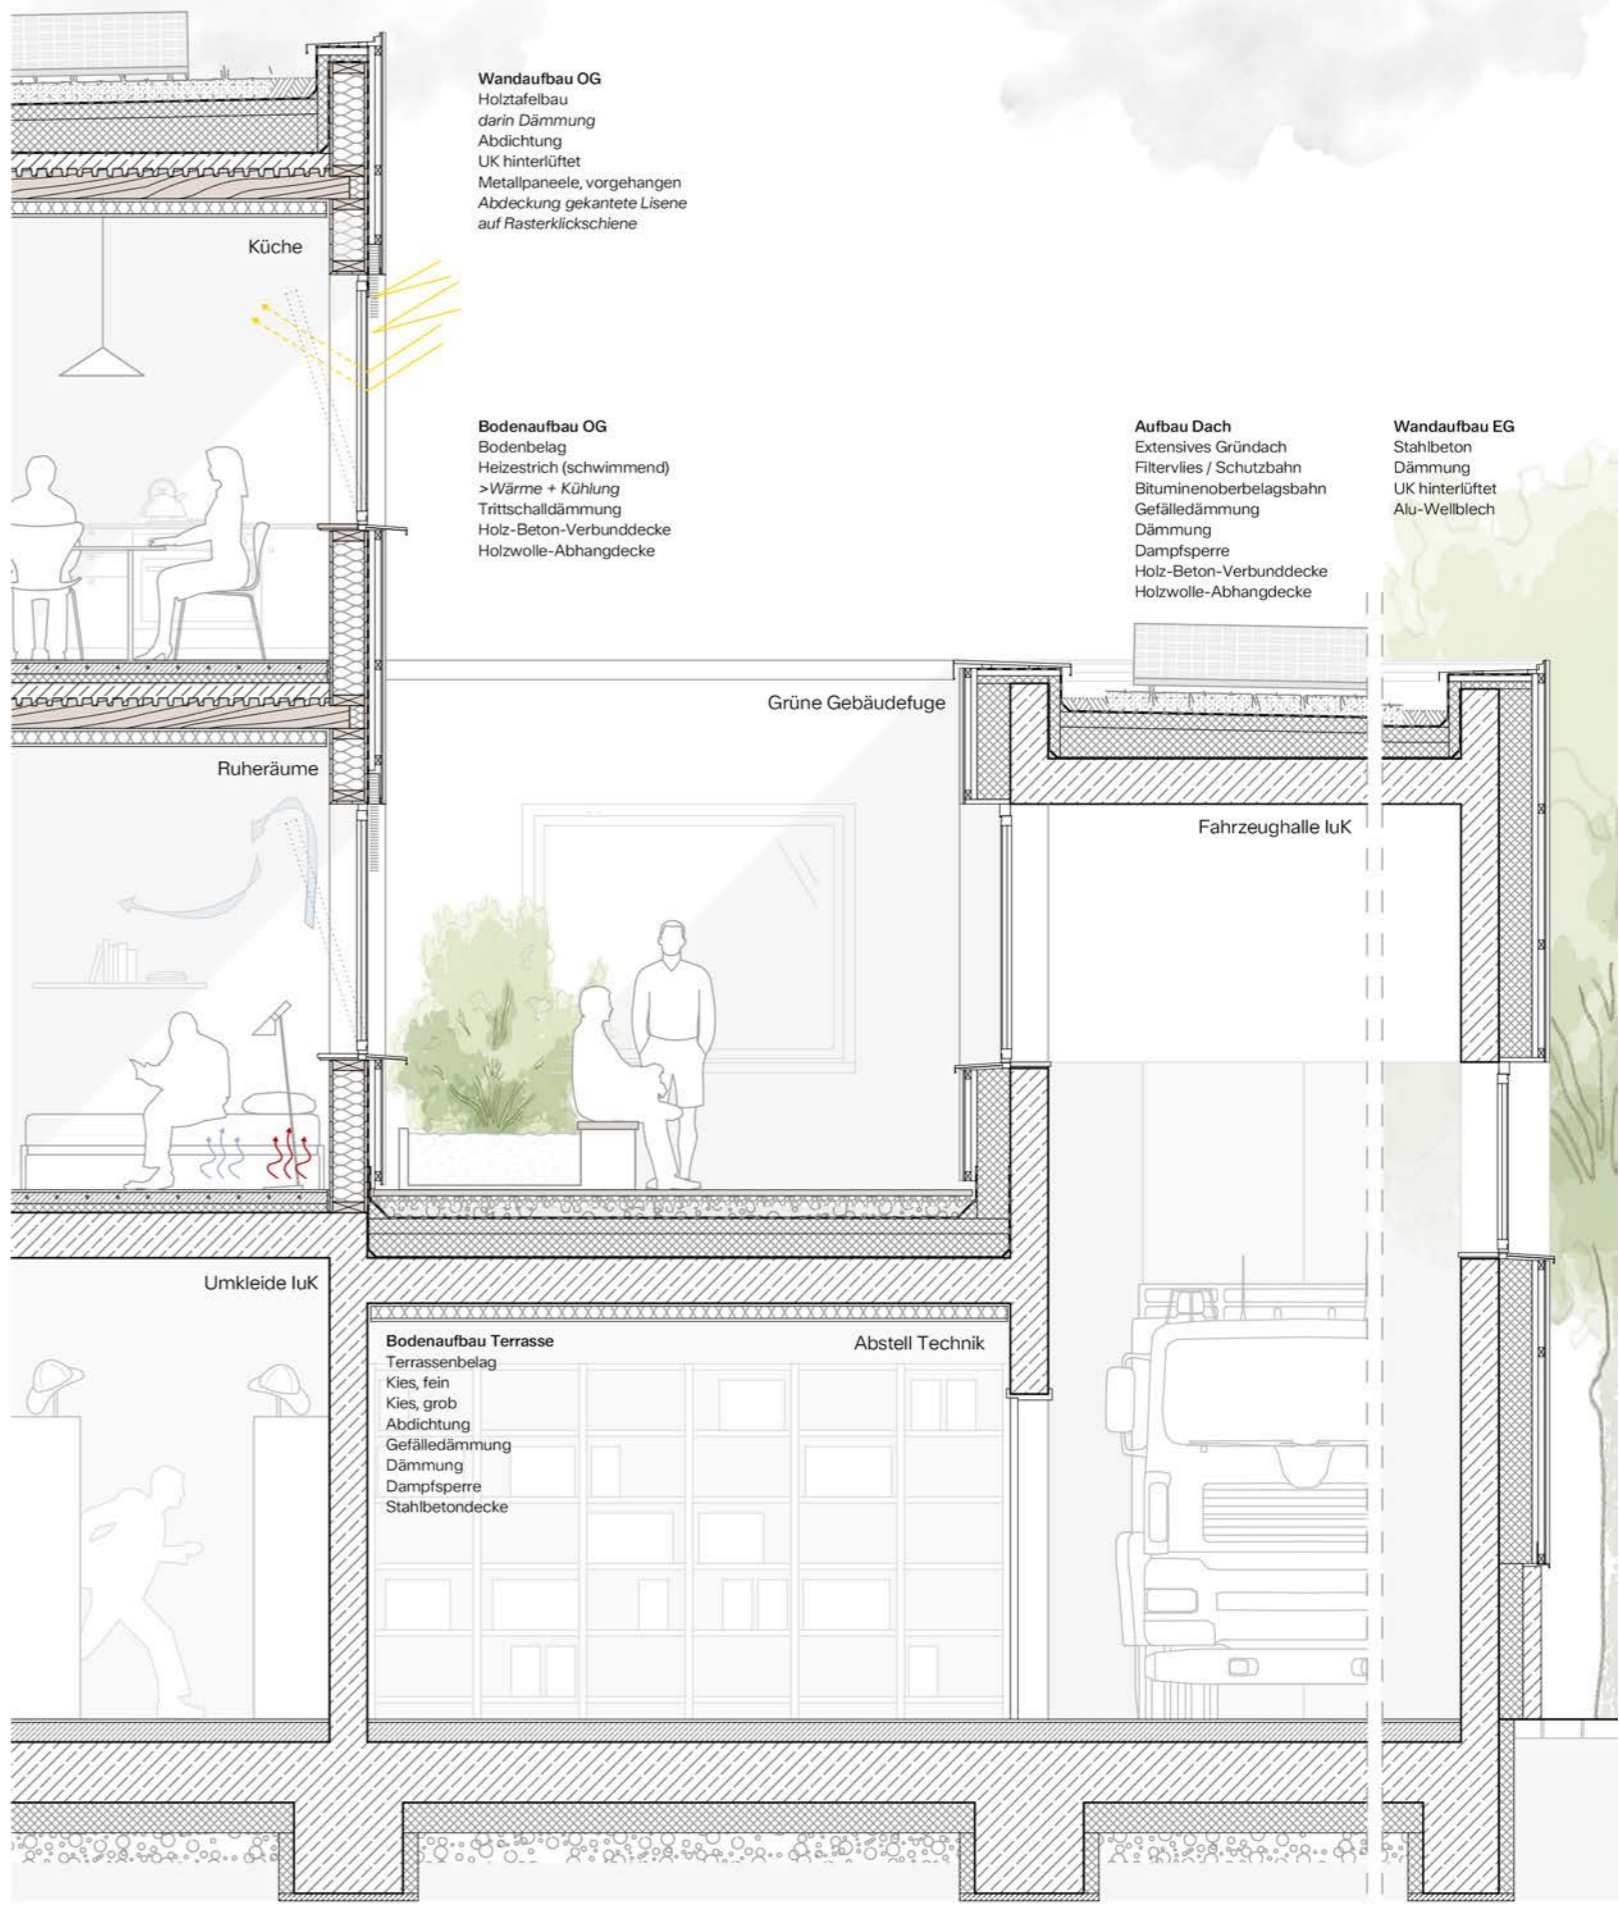 Wandaufbau OG
Holztafelbau
darin Dämmung
Abdichtung
UK hinterlüftet
Metallpaneele, vorgehangen
Abdeckung gekantete Lisene
auf Rasterklickschiene
Küche
Bodenaufbau OG
Bodenbelag
Heizestrich (schwimmend)
>Wärme + Kühlung
Trittschalldämmung
Holz-Beton-Verbunddecke
Holzwolle-Abhangdecke
Aufbau Dach
Extensives Gründach
Filtervlies / Schutzbahn
Bituminenoberbelagsbahn
Gefälledämmung
Dämmung
Dampfsperre
Holz-Beton-Verbunddecke
Holzwolle-Abhangdecke
Wandaufbau EG
Stahlbeton
Dämmung
UK hinterlüftet
Alu-Wellblech
Grüne Gebäudefuge
Ruheräume
Fahrzeughalle IuK
Umkleide IuK
Bodenaufbau Terrasse
Terrassenbelag
Kies, fein
Kies, grob
Abdichtung
Gefälledämmung
Dämmung
Dampfsperre
Stahlbetondecke
Abstell Technik